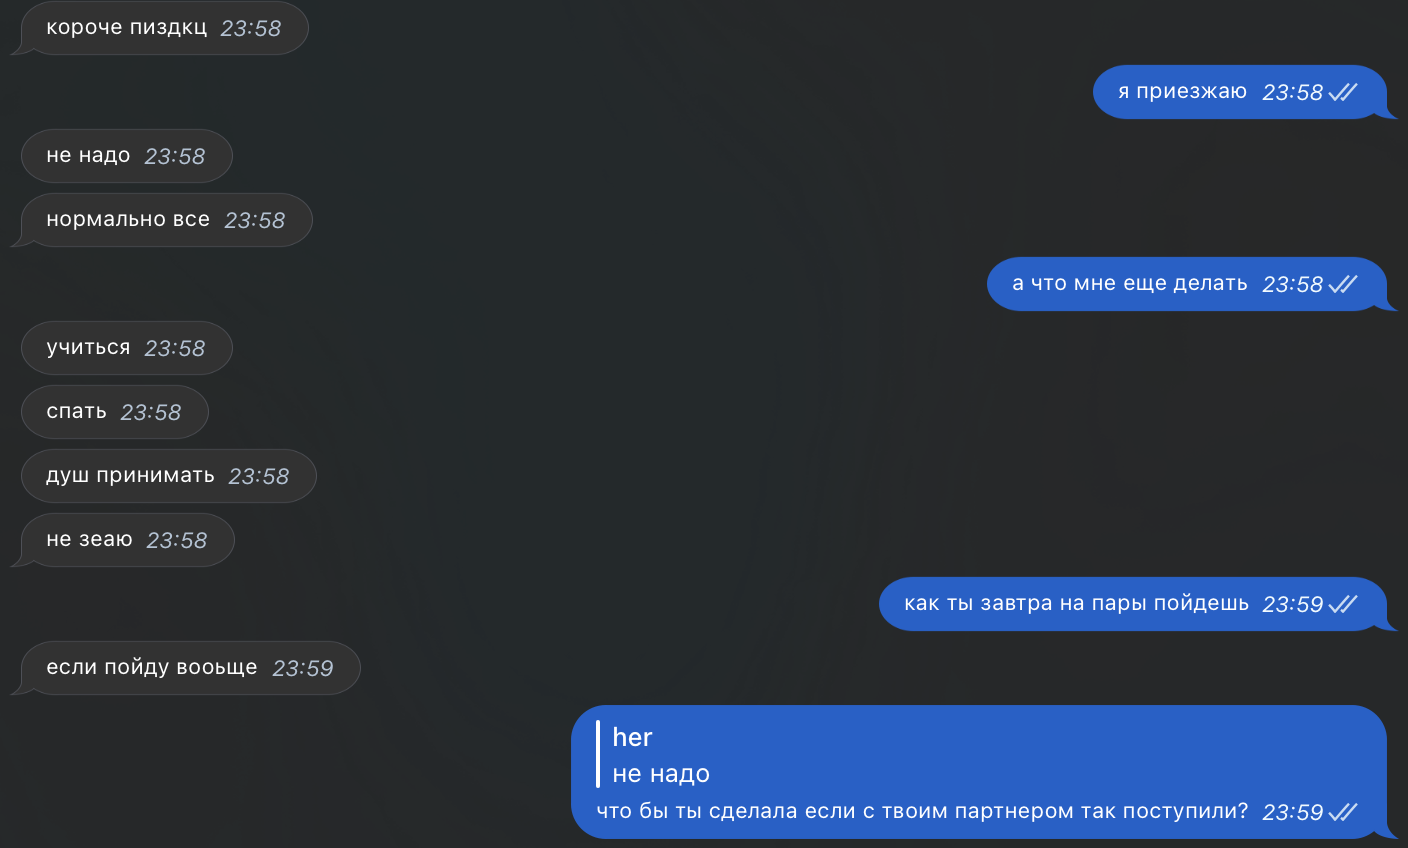 короче пиздкц 23:58
я приезжаю 23:58
не надо 23:58
нормально все 23:58
а что мне еще делать 23:58
учиться 23:58
спать 23:58
душ принимать 23:58
не зеаю 23:58
как ты завтра на пары пойдешь 23:59
если пойду вооьще 23:59
her
не надо
что бы ты сделала если с твоим партнером так поступили? 23:59